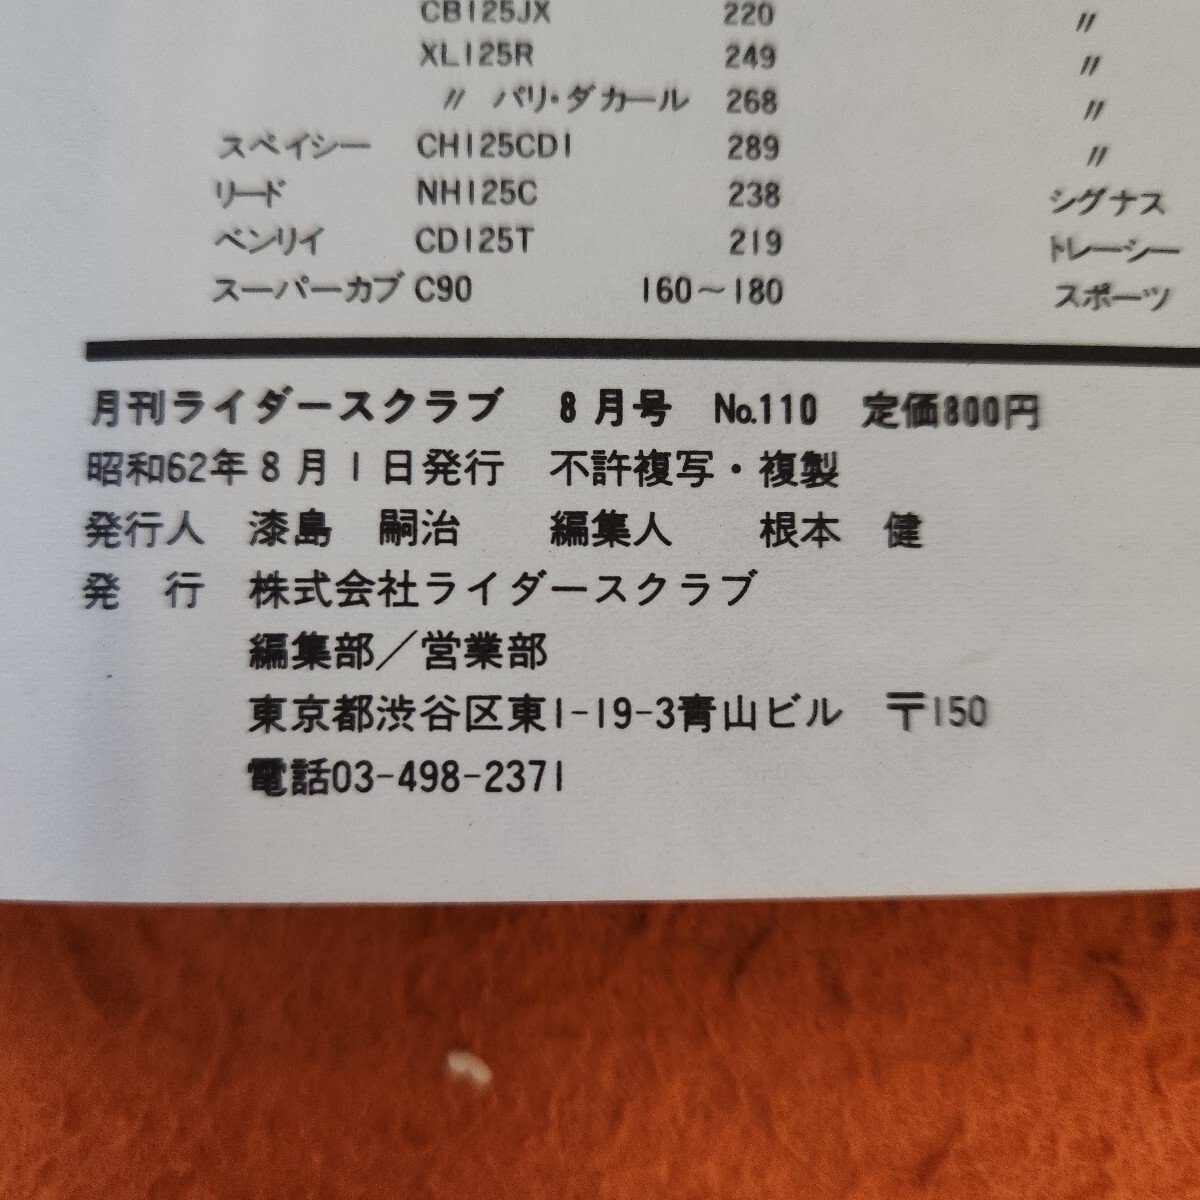 CB125JX 220 〃
XL125R 249 〃
〃 パリ・ダカール 268 〃
スペイシー CH125CD1 289 〃
リード NH125C 238 シグナス
ベンリイ CD125T 219 トレーシー
スーパーカブ C90 160～180 スポーツ
月刊ライダースクラブ 8月号 No.110 定価800円
昭和62年8月1日発行 不許複写・複製
発行人 漆島 嗣治 編集人 根本 健
発 行 株式会社ライダースクラブ
編集部／営業部
東京都渋谷区東1-19-3青山ビル 〒150
電話03-498-2371